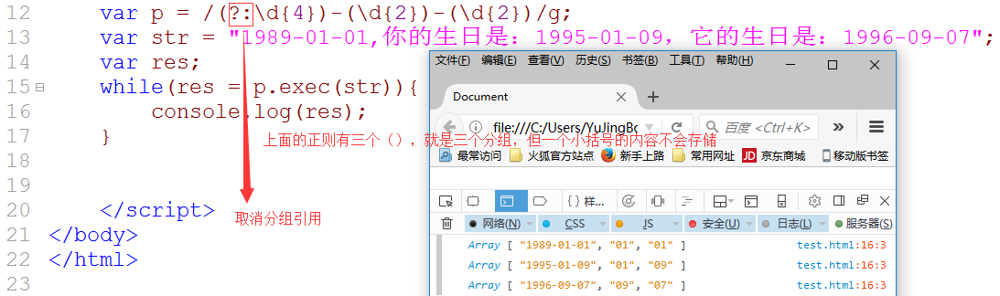 12 var p = /(?:\d{4})-(\d{2})-(\d{2})/g;
13 var str = "1989-01-01,你的生日是：1995-01-09，它的生日是：1996-09-07";
14 var res;
15 while(res = p.exec(str)){
16 console.log(res);
17 }
上面的正则有三个（），就是三个分组，但一个小括号的内容不会存储
18
19
20 </script>
取消分组引用
21 </body>
22 </html>
23
文件(F) 编辑(E) 查看(V) 历史(S) 书签(B) 工具(T) 帮助(H)
Document
file:///C:/Users/YuJingBo 百度 <Ctrl+K>
最常访问 火狐官方站点 新手上路 常用网址 JD 京东商城 移动版书签
{ } 样...
网络(N) CSS JS 安全(U) 日志(L) 服务器(S)
Array [ "1989-01-01", "01", "01" ] test.html:16:3
Array [ "1995-01-09", "01", "09" ] test.html:16:3
Array [ "1996-09-07", "09", "07" ] test.html:16:3